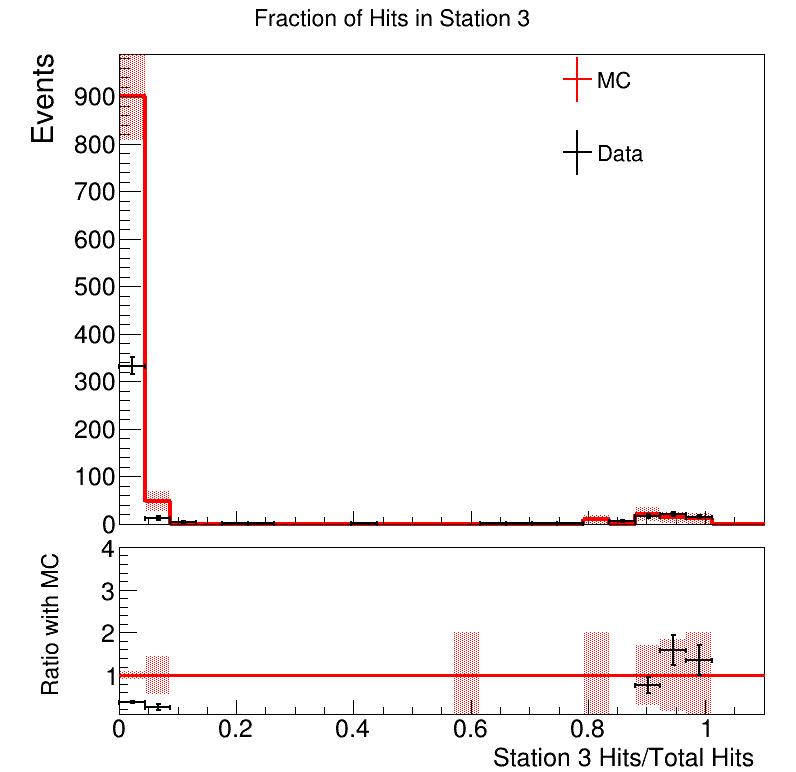 Fraction of Hits in Station 3
Events
900
800
700
600
500
400
300
200
100
0
MC
Data
Ratio with MC
4
3
2
1
0 0.2 0.4 0.6 0.8 1
Station 3 Hits/Total Hits